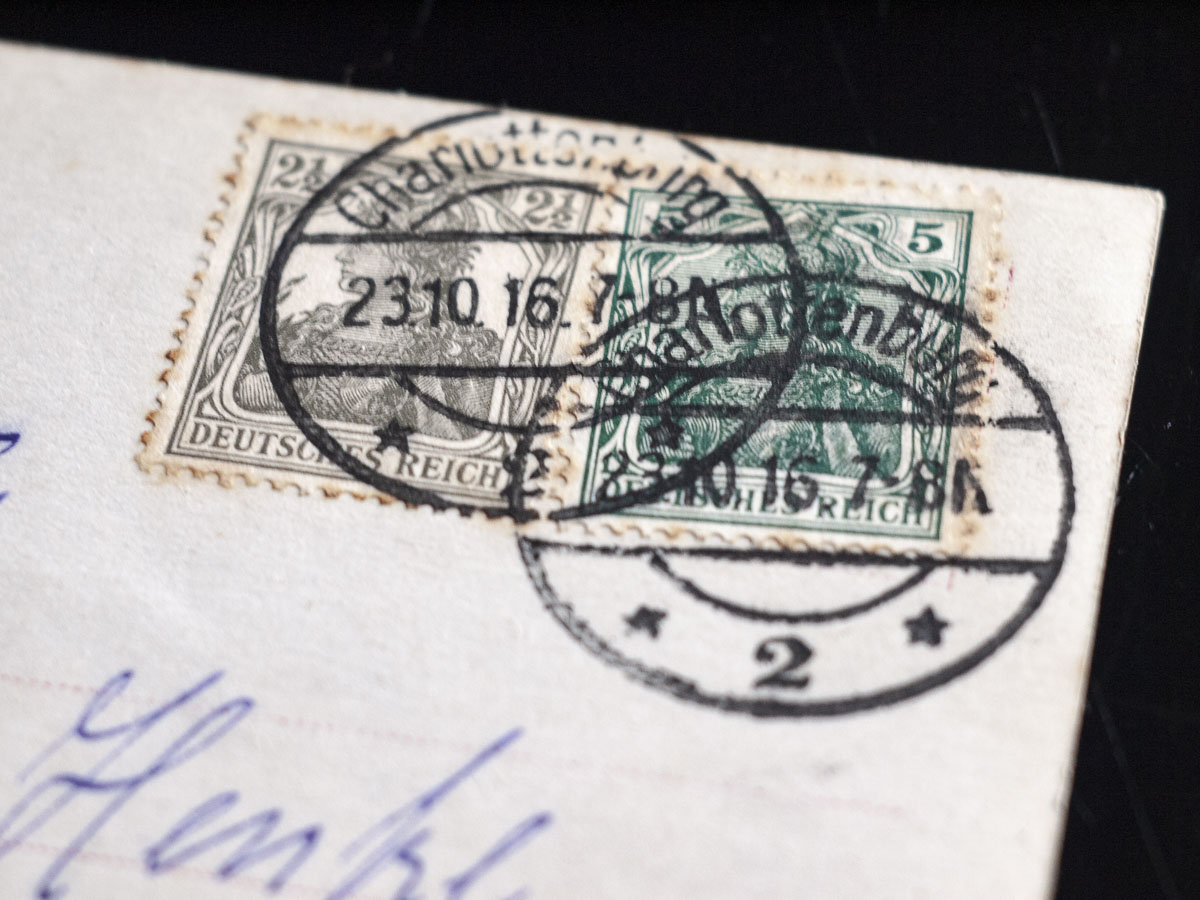 2½ 2½
Charlottenburg
23.10.16. 7-8N
DEUTSCHES REICH
2
5
Charlottenburg
23.10.16. 7-8N
DEUTSCHES REICH
2